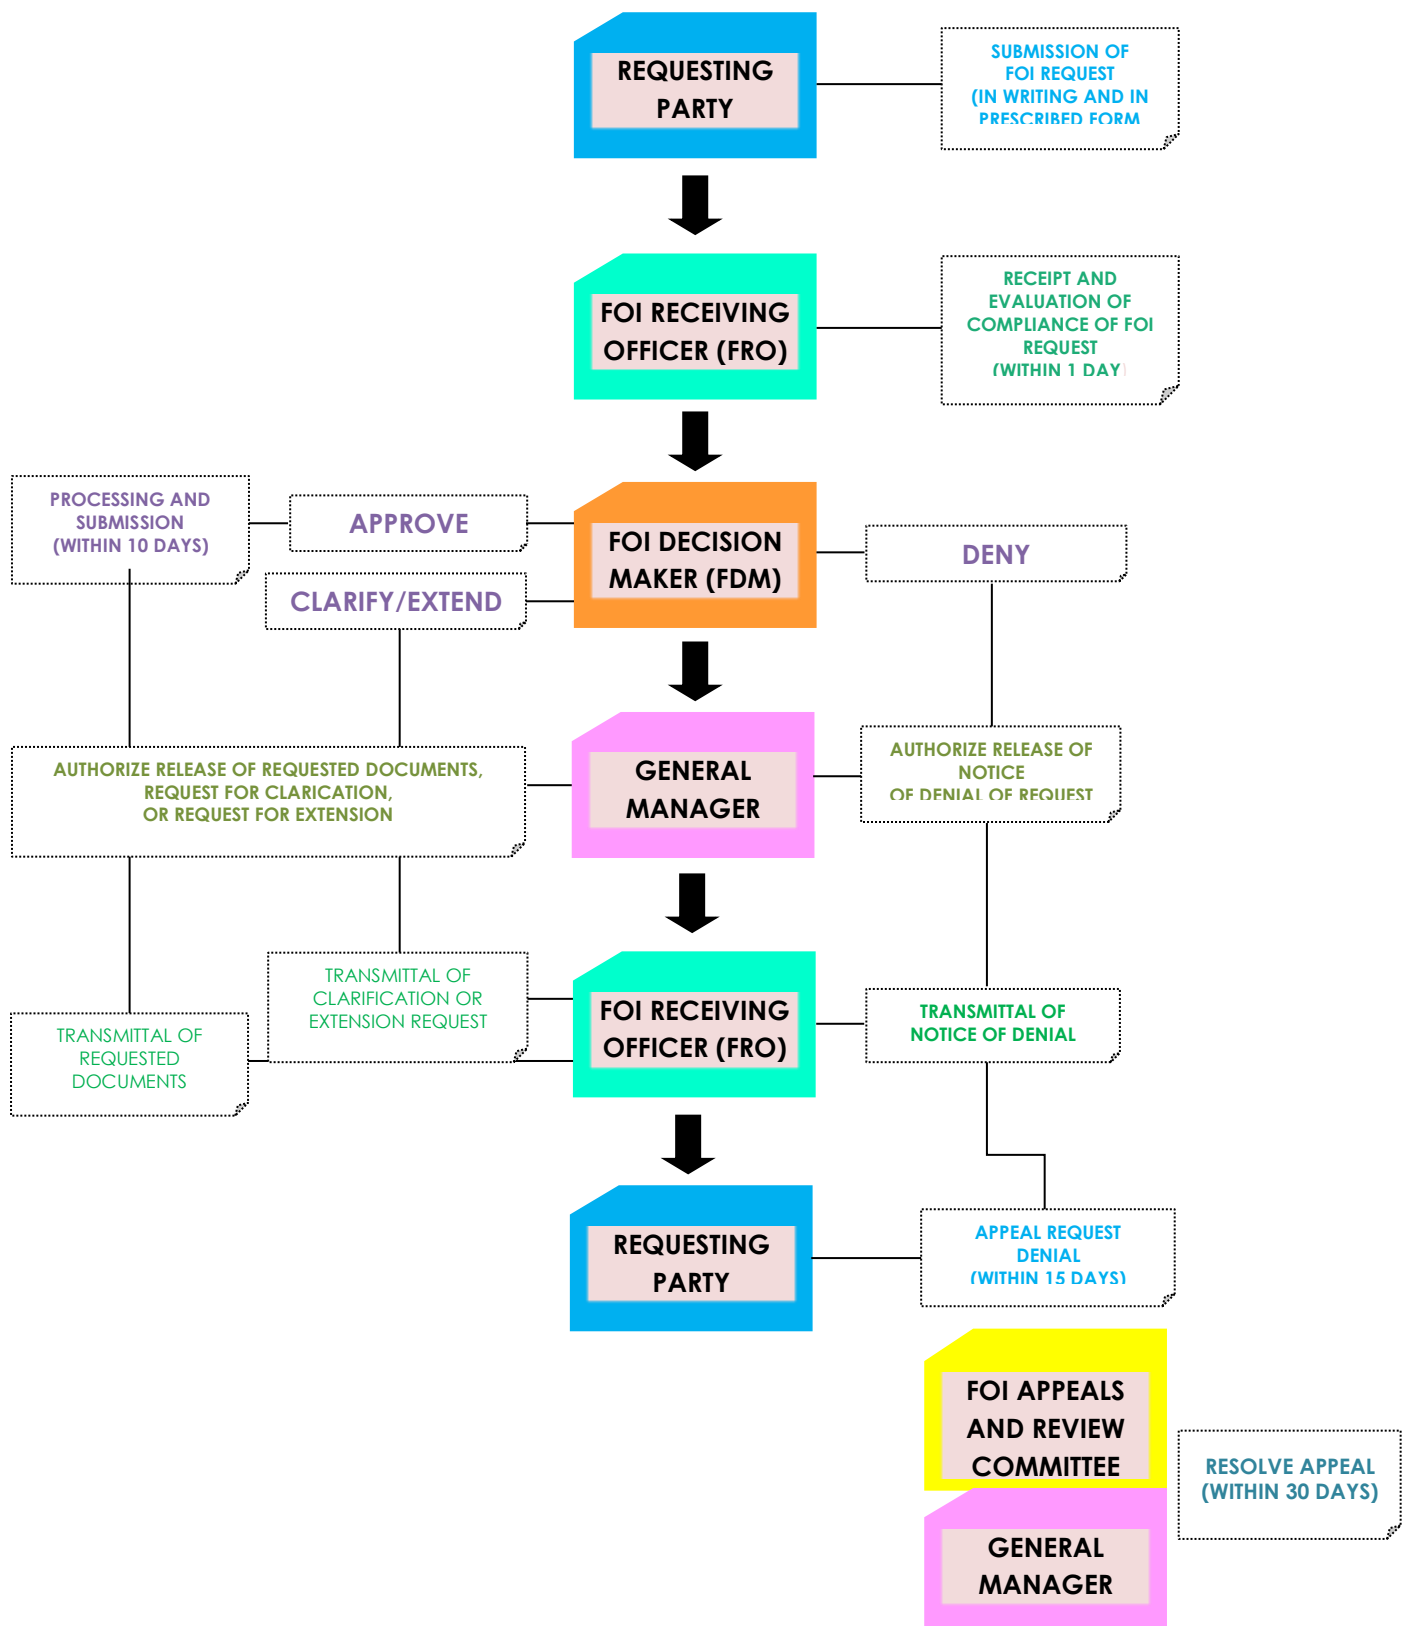 REQUESTING
PARTY
SUBMISSION OF
FOI REQUEST
(IN WRITING AND IN
PRESCRIBED FORM
FOI RECEIVING
OFFICER (FRO)
RECEIPT AND
EVALUATION OF
COMPLIANCE OF FOI
REQUEST
(WITHIN 1 DAY)
PROCESSING AND
SUBMISSION
(WITHIN 10 DAYS)
APPROVE
CLARIFY/EXTEND
FOI DECISION
MAKER (FDM)
DENY
AUTHORIZE RELEASE OF REQUESTED DOCUMENTS,
REQUEST FOR CLARICATION,
OR REQUEST FOR EXTENSION
GENERAL
MANAGER
AUTHORIZE RELEASE OF
NOTICE
OF DENIAL OF REQUEST
TRANSMITTAL OF
CLARIFICATION OR
EXTENSION REQUEST
TRANSMITTAL OF
REQUESTED
DOCUMENTS
FOI RECEIVING
OFFICER (FRO)
TRANSMITTAL OF
NOTICE OF DENIAL
REQUESTING
PARTY
APPEAL REQUEST
DENIAL
(WITHIN 15 DAYS)
FOI APPEALS
AND REVIEW
COMMITTEE
RESOLVE APPEAL
(WITHIN 30 DAYS)
GENERAL
MANAGER